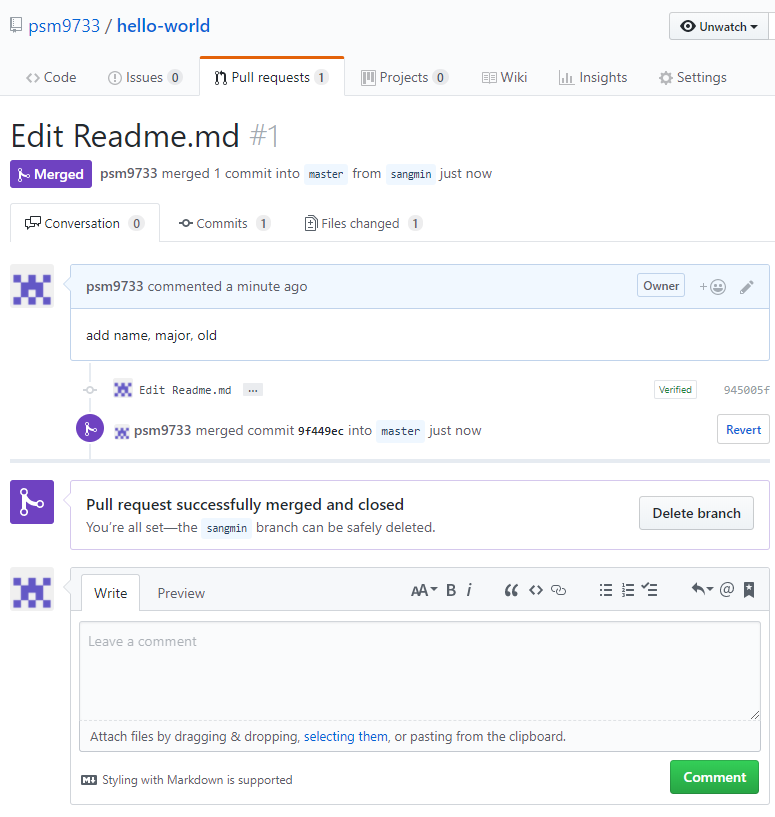 psm9733 / hello-world
Unwatch
Code Issues 0 Pull requests 1 Projects 0 Wiki Insights Settings
Edit Readme.md #1
Merged psm9733 merged 1 commit into master from sangmin just now
Conversation 0 Commits 1 Files changed 1
psm9733 commented a minute ago Owner +
add name, major, old
Edit Readme.md … Verified 945005f
psm9733 merged commit 9f449ec into master just now Revert
Pull request successfully merged and closed
You're all set—the sangmin branch can be safely deleted.
Delete branch
Write Preview AA B i
Leave a comment
Attach files by dragging & dropping, selecting them, or pasting from the clipboard.
Styling with Markdown is supported
Comment